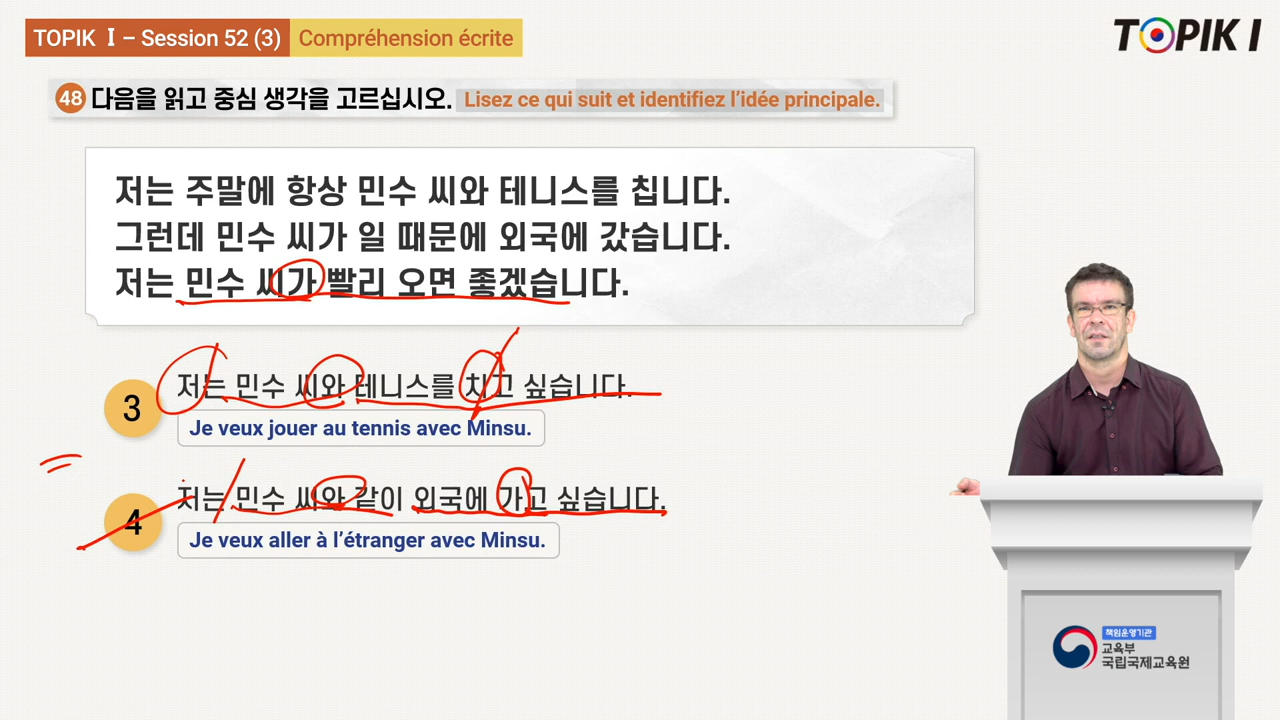 TOPIK Ⅰ – Session 52 (3) Compréhension écrite
TOPIK I
48 다음을 읽고 중심 생각을 고르십시오. Lisez ce qui suit et identifiez l’idée principale.
저는 주말에 항상 민수 씨와 테니스를 칩니다.
그런데 민수 씨가 일 때문에 외국에 갔습니다.
저는 민수 씨가 빨리 오면 좋겠습니다.
3 저는 민수 씨와 테니스를 치고 싶습니다.
Je veux jouer au tennis avec Minsu.
4 저는 민수 씨와 같이 외국에 가고 싶습니다.
Je veux aller à l’étranger avec Minsu.
책임운영기관
교육부
국립국제교육원